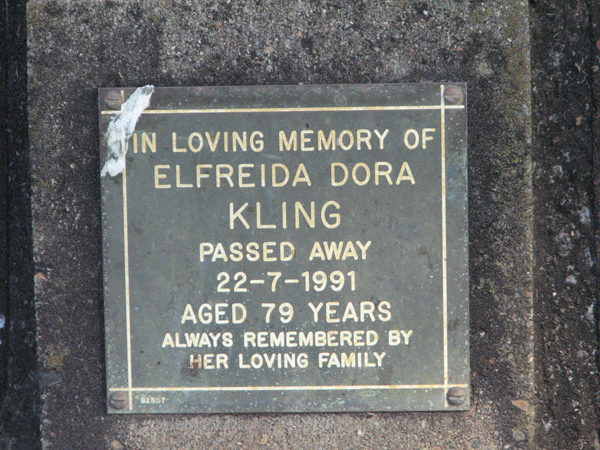 IN LOVING MEMORY OF
ELFREIDA DORA
KLING
PASSED AWAY
22-7-1991
AGED 79 YEARS
ALWAYS REMEMBERED BY
HER LOVING FAMILY
82607